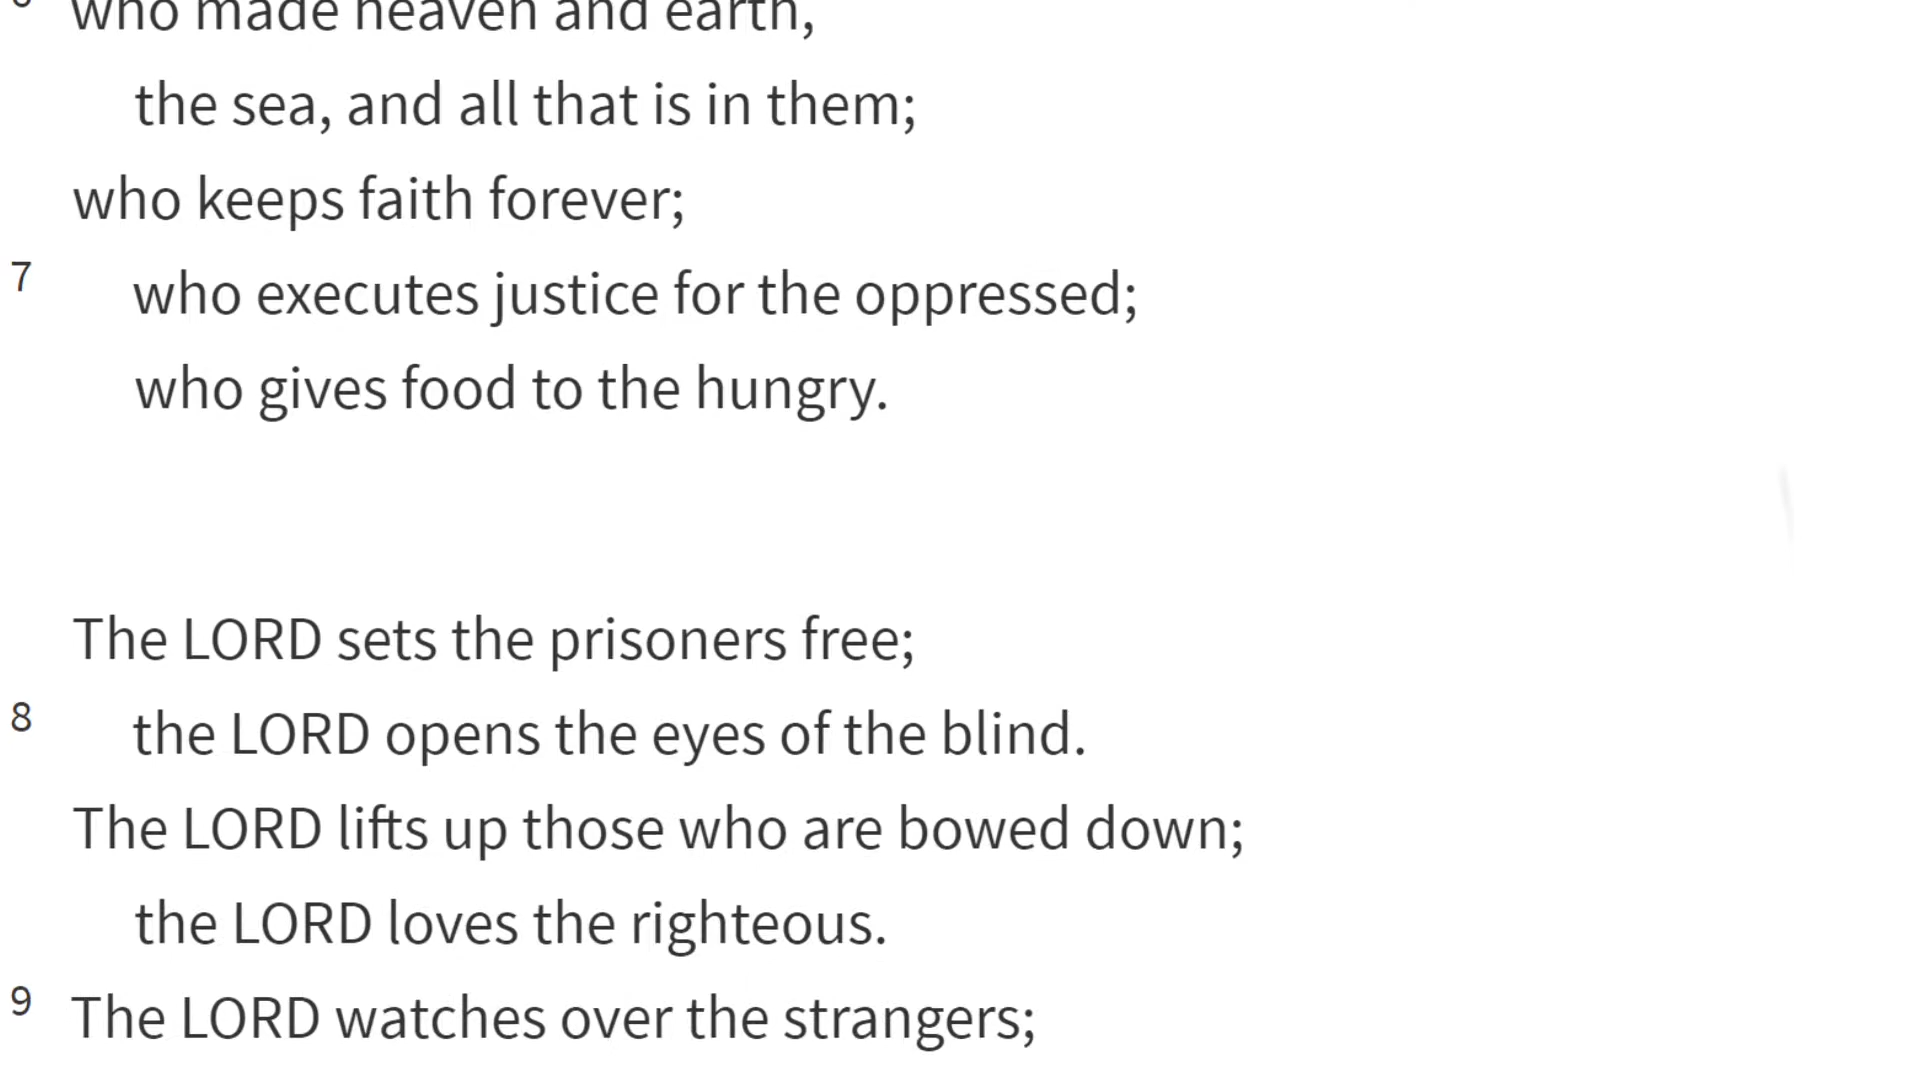 6 who made heaven and earth,
the sea, and all that is in them;
who keeps faith forever;
7 who executes justice for the oppressed;
who gives food to the hungry.
The LORD sets the prisoners free;
8 the LORD opens the eyes of the blind.
The LORD lifts up those who are bowed down;
the LORD loves the righteous.
9 The LORD watches over the strangers;